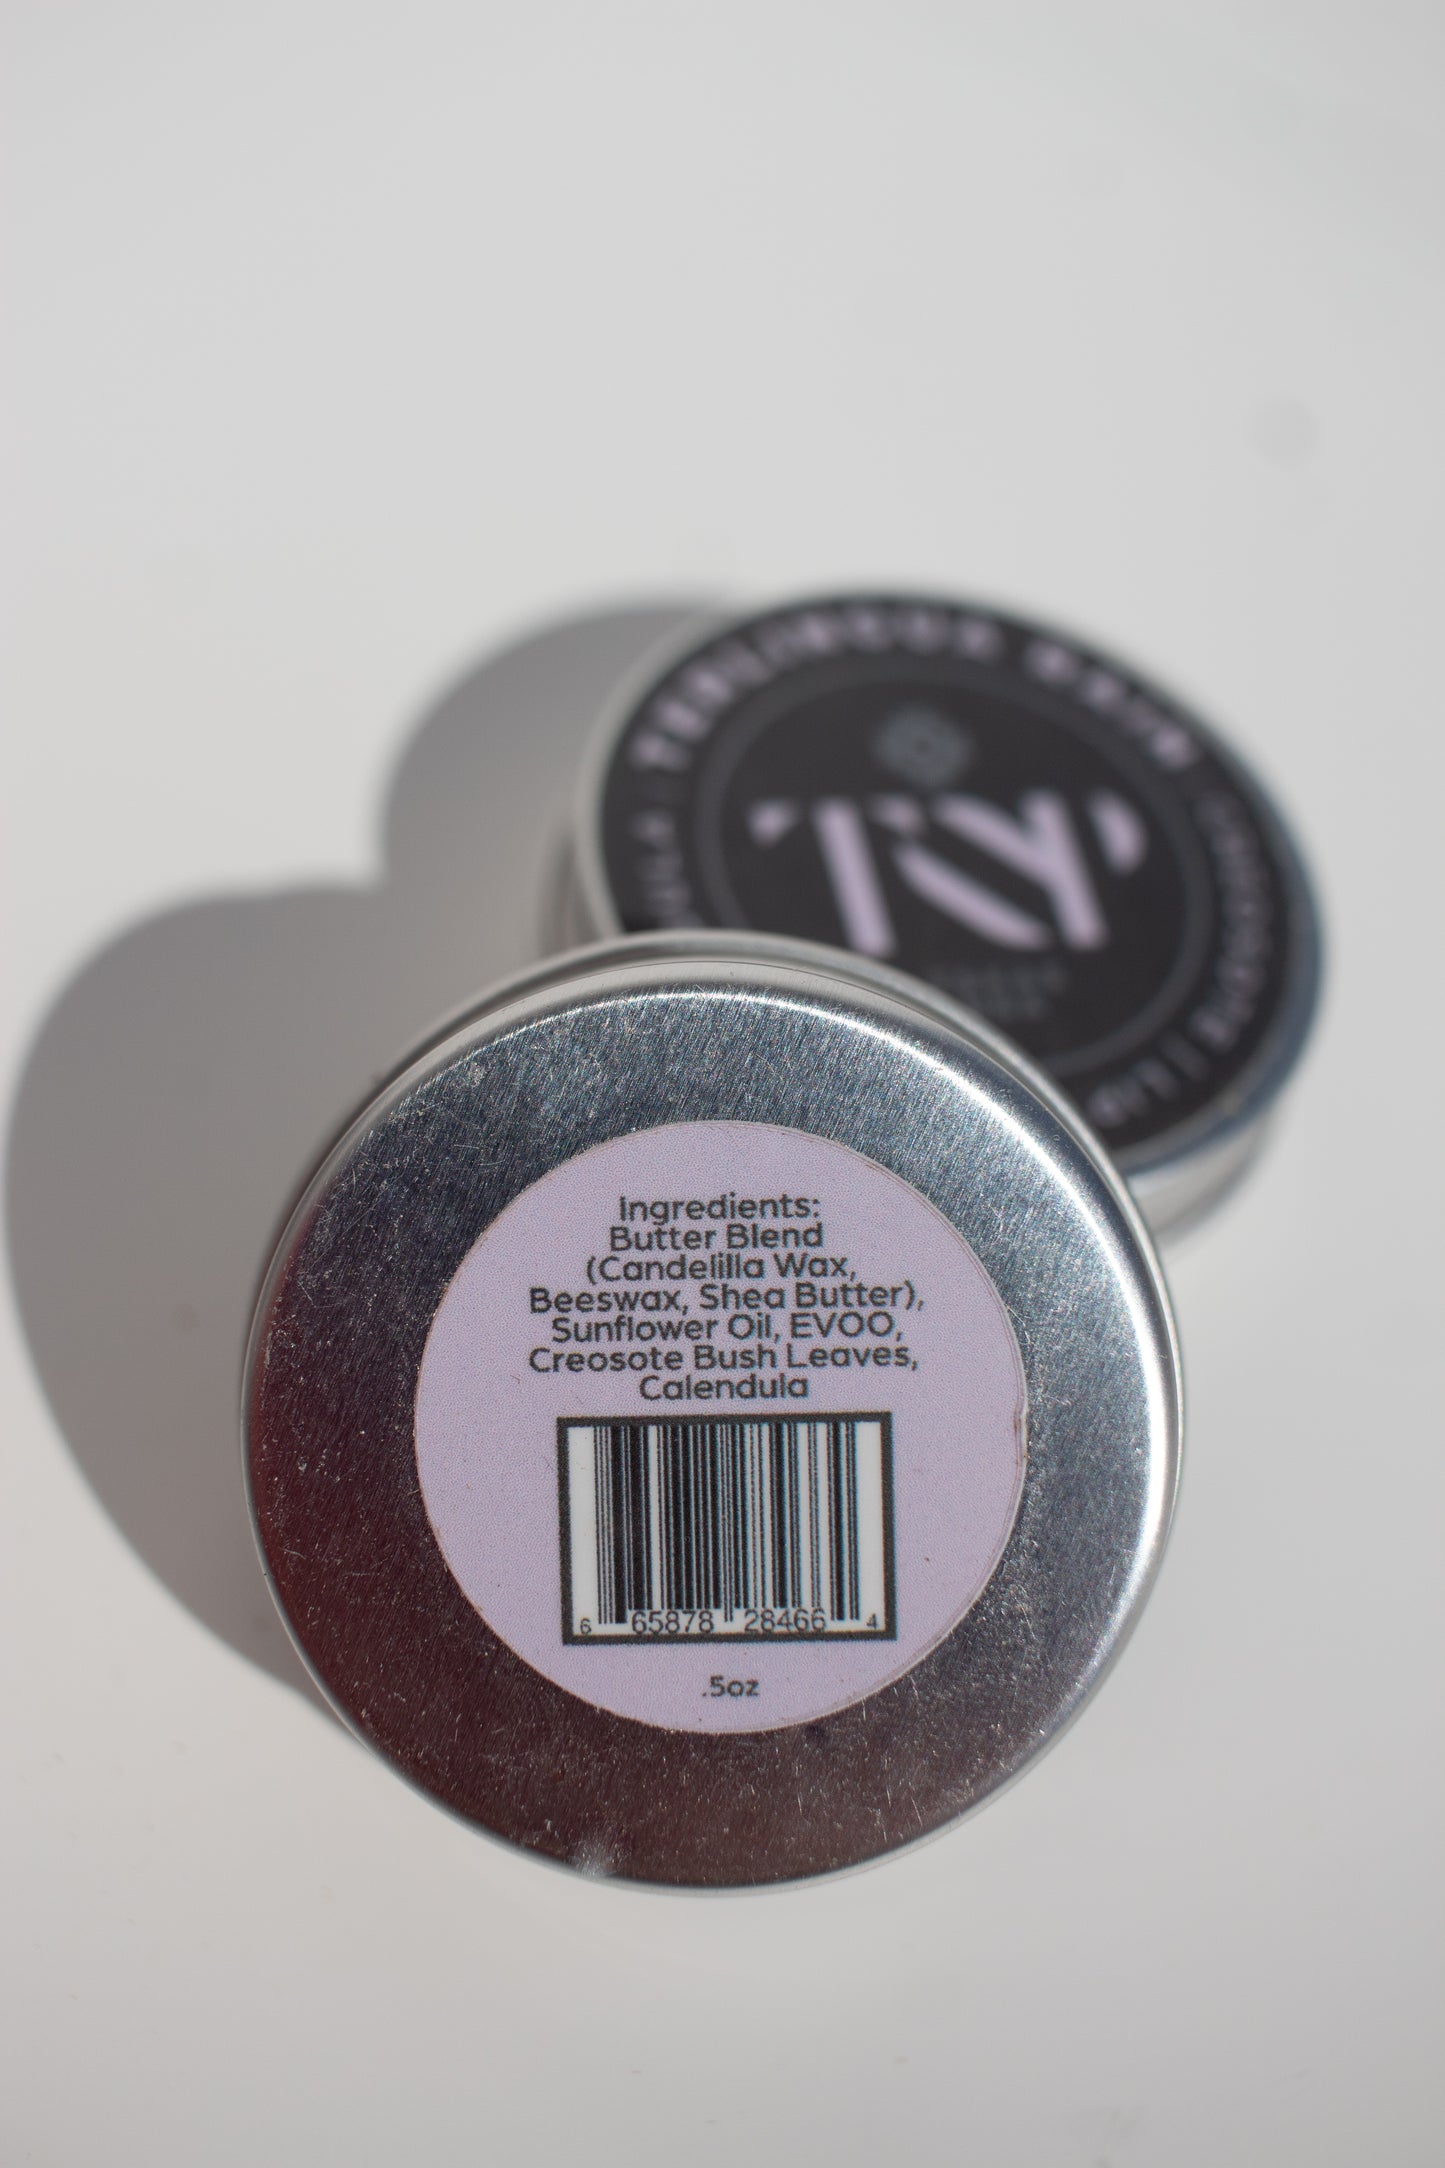 TY
Ingredients:
Butter Blend
(Candelilla Wax,
Beeswax, Shea Butter),
Sunflower Oil, EVOO,
Creosote Bush Leaves,
Calendula
6 65878 28466 4
.5oz